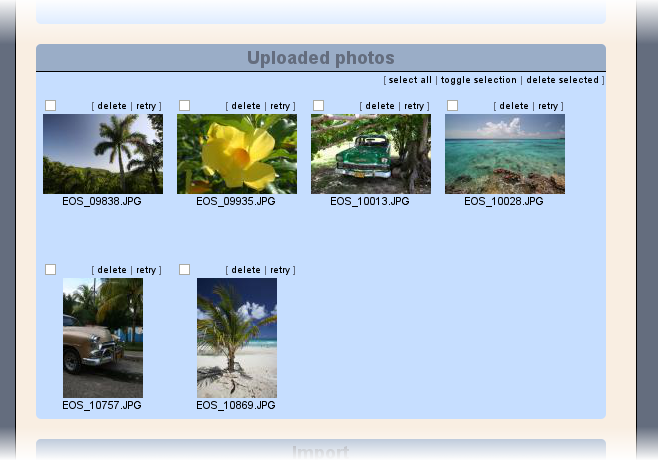 Uploaded photos
[ select all | toggle selection | delete selected ]
[ delete | retry ] [ delete | retry ] [ delete | retry ] [ delete | retry ]
EOS_09838.JPG EOS_09935.JPG EOS_10013.JPG EOS_10028.JPG
[ delete | retry ] [ delete | retry ]
EOS_10757.JPG EOS_10869.JPG
Import